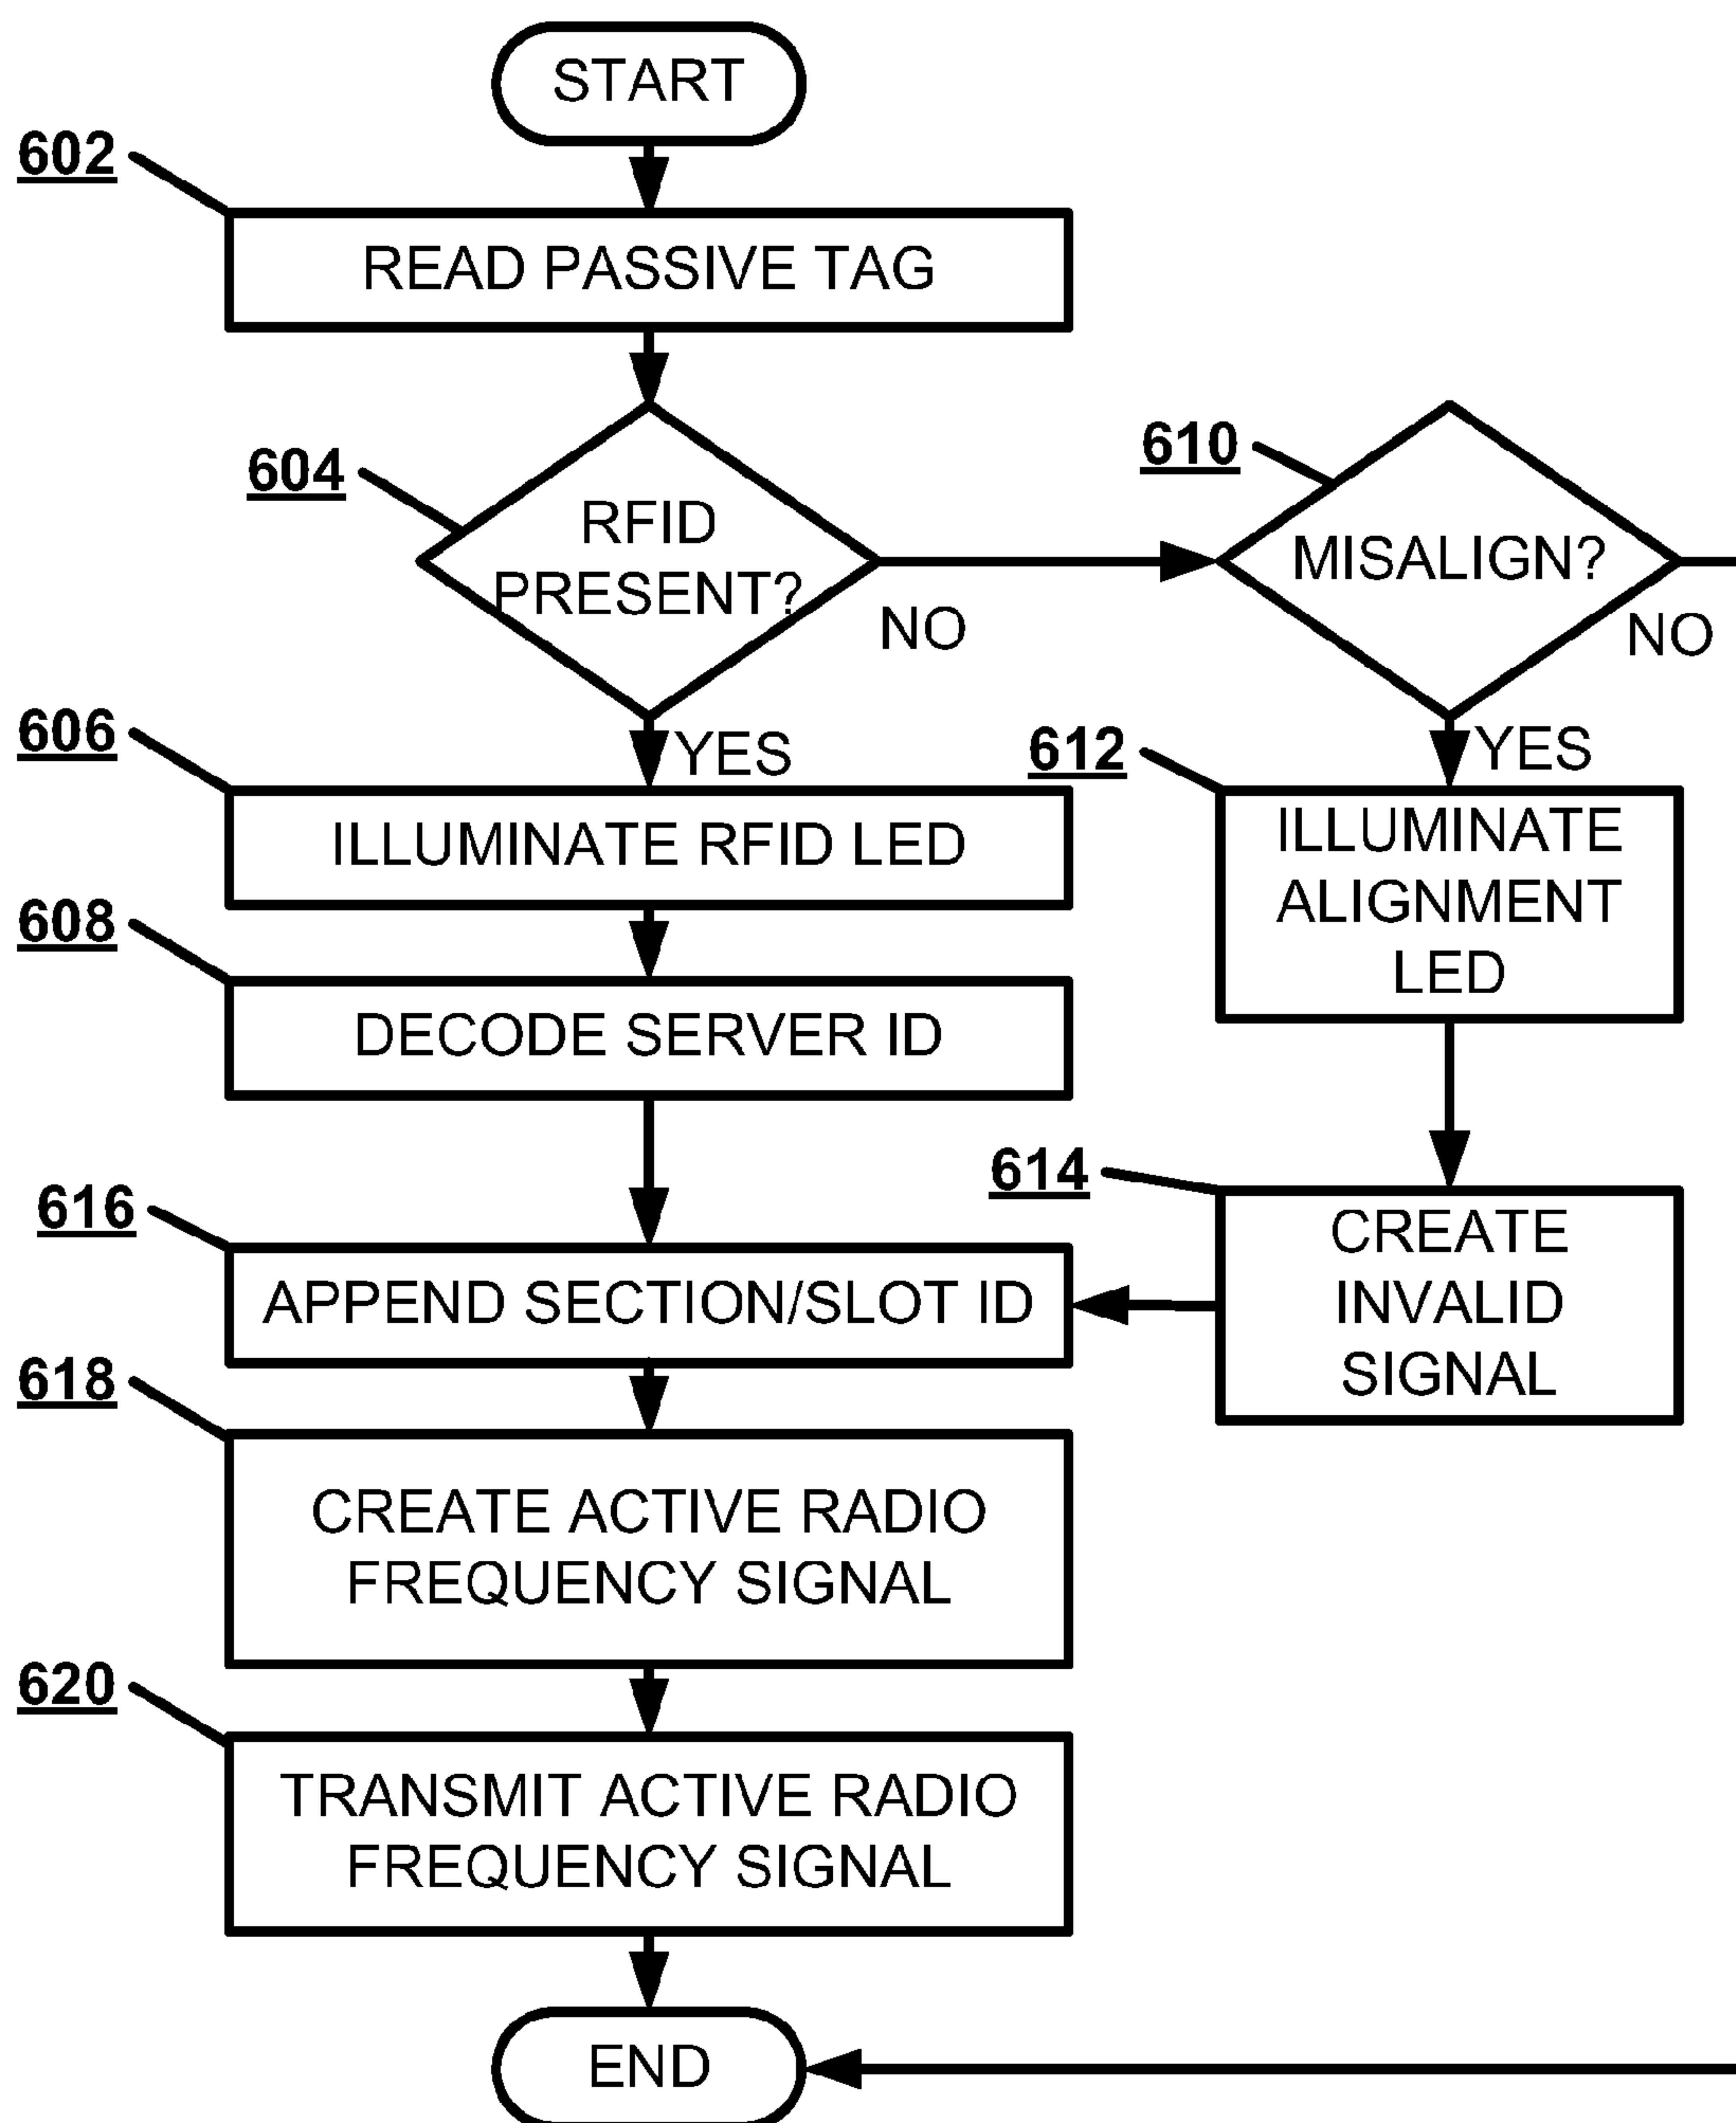 START
602
READ PASSIVE TAG
604
RFID
PRESENT?
NO
610
MISALIGN?
NO
606
YES
ILLUMINATE RFID LED
612
YES
ILLUMINATE
ALIGNMENT
LED
608
DECODE SERVER ID
614
CREATE
INVALID
SIGNAL
616
APPEND SECTION/SLOT ID
618
CREATE ACTIVE RADIO
FREQUENCY SIGNAL
620
TRANSMIT ACTIVE RADIO
FREQUENCY SIGNAL
END